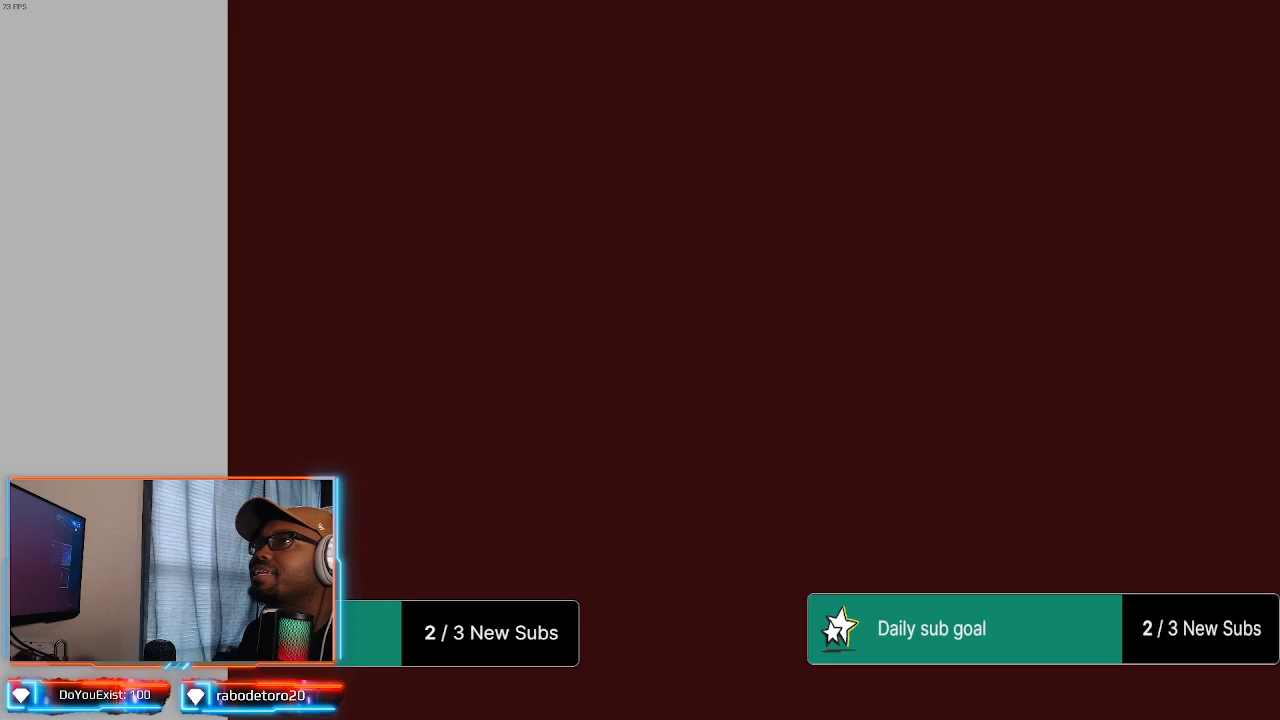 23 FPS
2 / 3 New Subs
Daily sub goal
2 / 3 New Subs
DoYouExist: 100
rabodetoro20